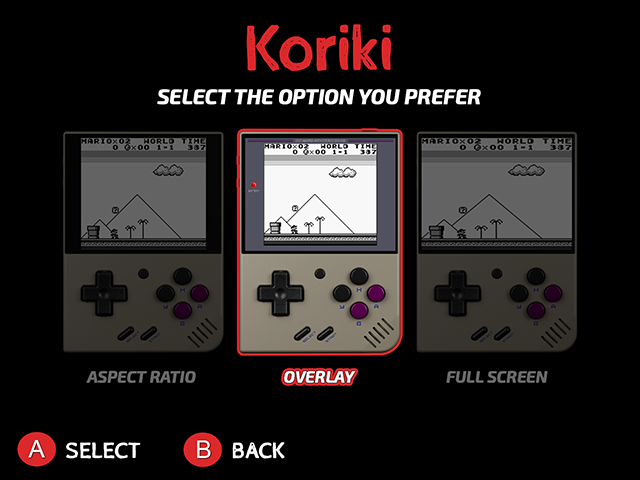 Koriki
SELECT THE OPTION YOU PREFER
MARIO×02 WORLD TIME
0 ×00 1-1 387
MARIO×02 WORLD TIME
0 ×00 1-1 387
MARIO×02 WORLD TIME
0 ×00 1-1 387
ASPECT RATIO
OVERLAY
FULL SCREEN
A SELECT
B BACK